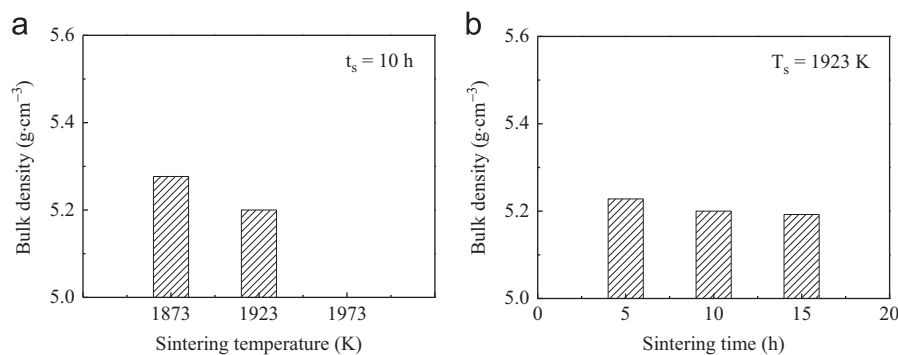 a
5.6
5.4
5.2
5.0
Bulk density (g·cm⁻³)
t_s = 10 h
1873 1923 1973
Sintering temperature (K)
b
5.6
5.4
5.2
5.0
Bulk density (g·cm⁻³)
T_s = 1923 K
0 5 10 15 20
Sintering time (h)